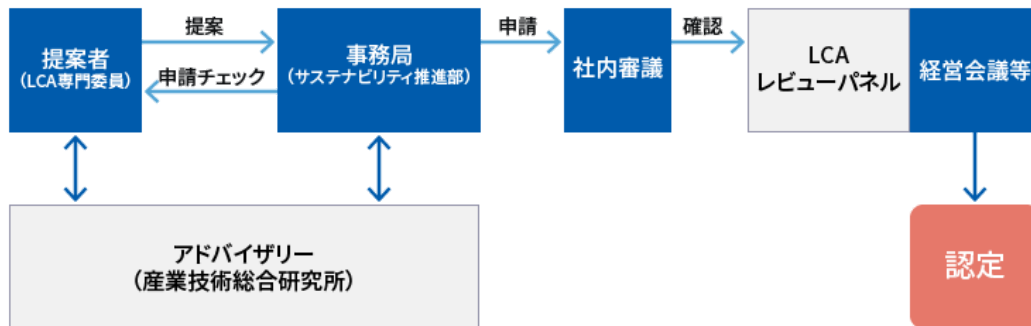 提案者
(LCA専門委員)
提案
申請チェック
事務局
(サステナビリティ推進部)
申請
社内審議
確認
LCA
レビューパネル
経営会議等
アドバイザリー
(産業技術総合研究所)
認定